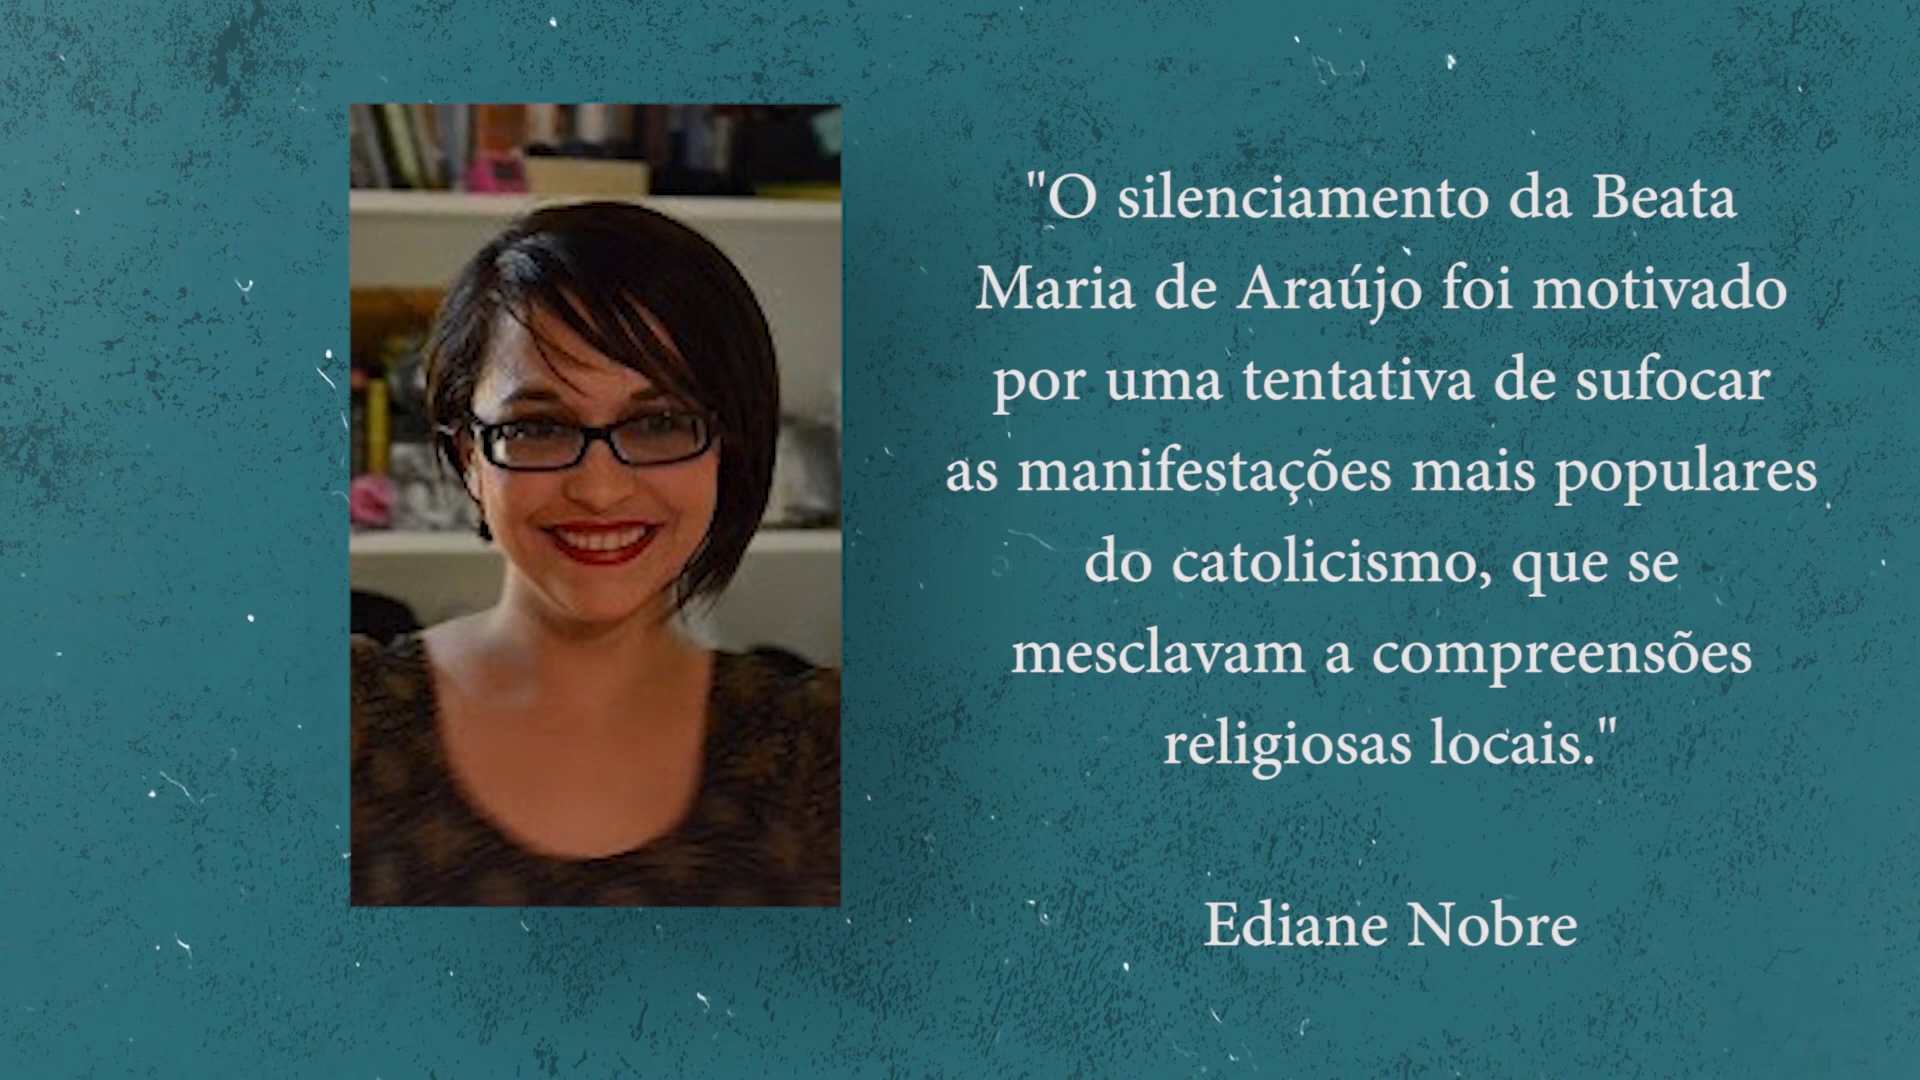 "O silenciamento da Beata
Maria de Araújo foi motivado
por uma tentativa de sufocar
as manifestações mais populares
do catolicismo, que se
mesclavam a compreensões
religiosas locais."
Ediane Nobre